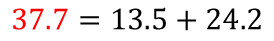 37.7 = 13.5 + 24.2